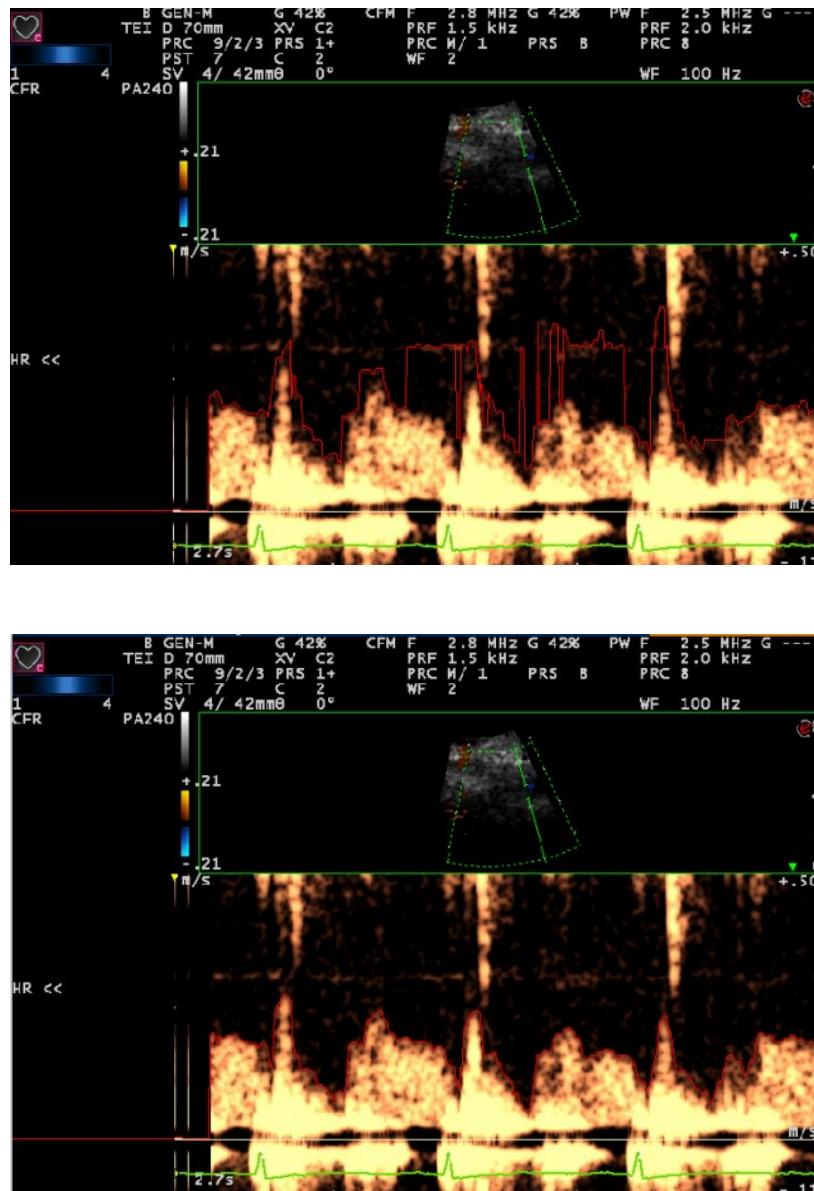 B GEN-M G 42% CFM F 2.8 MHz G 42% PW F 2.5 MHz G ---
TEI D 70mm XV C2 PRF 1.5 kHz PRF 2.0 kHz
PRC 9/2/3 PRS 1+ PRC M/ 1 PRS B PRC 8
PST 7 C 2 WF 2
1 4 SV 4/ 42mmθ 0° WF 100 Hz
CFR PA240
+.21
-.21
m/s +.50
HR <<
m/s
2.7s
B GEN-M G 42% CFM F 2.8 MHz G 42% PW F 2.5 MHz G ---
TEI D 70mm XV C2 PRF 1.5 kHz PRF 2.0 kHz
PRC 9/2/3 PRS 1+ PRC M/ 1 PRS B PRC 8
PST 7 C 2 WF 2
1 4 SV 4/ 42mmθ 0° WF 100 Hz
CFR PA240
+.21
-.21
m/s +.50
HR <<
m/s
2.7s